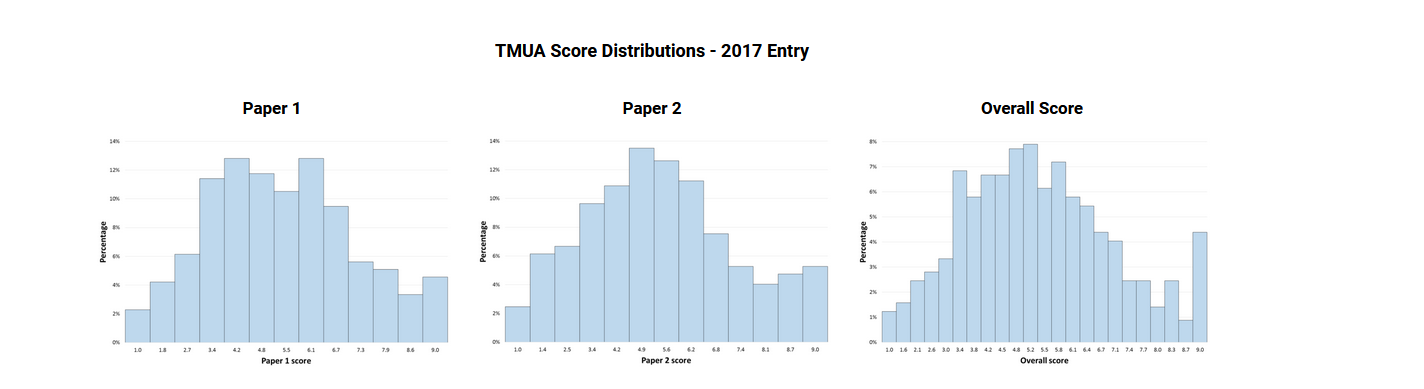 TMUA Score Distributions - 2017 Entry
Paper 1
Paper 2
Overall Score
14%
12%
10%
8%
6%
4%
2%
0%
Percentage
1.0 1.8 2.7 3.4 4.2 4.8 5.5 6.1 6.7 7.3 7.9 8.6 9.0
Paper 1 score
14%
12%
10%
8%
6%
4%
2%
0%
Percentage
1.0 1.4 2.5 3.4 4.2 4.9 5.6 6.2 6.8 7.4 8.1 8.7 9.0
Paper 2 score
8%
7%
6%
5%
4%
3%
2%
1%
0%
Percentage
1.0 1.6 2.1 2.6 3.0 3.4 3.8 4.2 4.5 4.8 5.2 5.5 5.8 6.1 6.4 6.7 7.1 7.4 7.7 8.0 8.3 8.7 9.0
Overall score